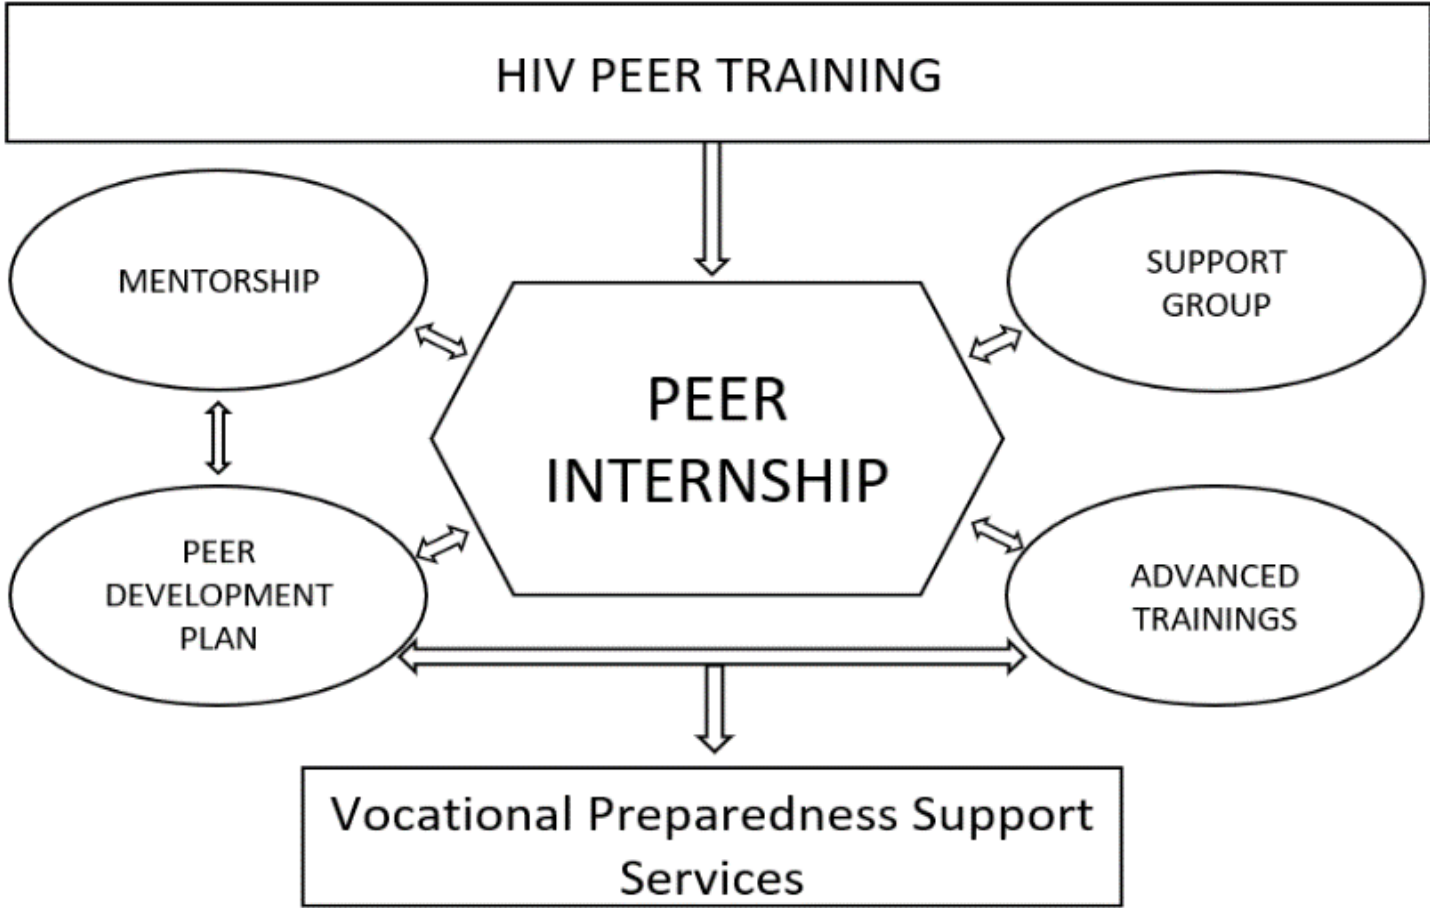 HIV PEER TRAINING
MENTORSHIP
SUPPORT
GROUP
PEER
INTERNSHIP
PEER
DEVELOPMENT
PLAN
ADVANCED
TRAININGS
Vocational Preparedness Support
Services